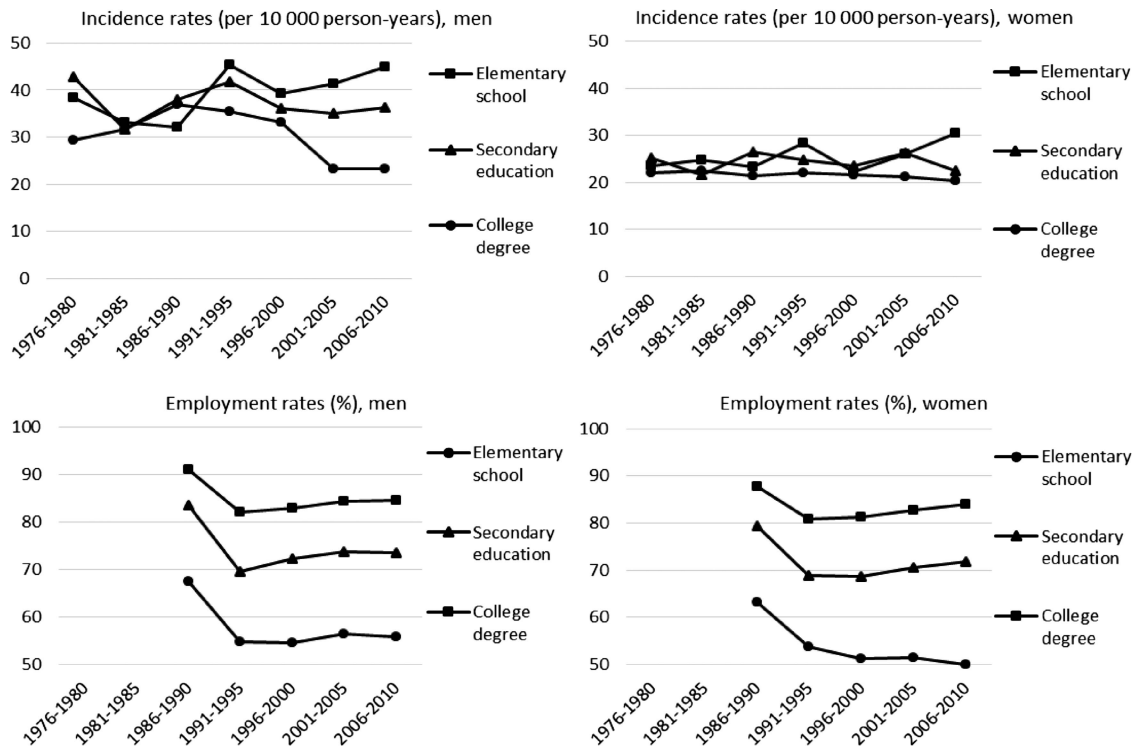 Incidence rates (per 10 000 person-years), men
50
40
30
20
10
0
1976-1980
1981-1985
1986-1990
1991-1995
1996-2000
2001-2005
2006-2010
Elementary
school
Secondary
education
College
degree
Incidence rates (per 10 000 person-years), women
50
40
30
20
10
0
1976-1980
1981-1985
1986-1990
1991-1995
1996-2000
2001-2005
2006-2010
Elementary
school
Secondary
education
College
degree
Employment rates (%), men
100
90
80
70
60
50
1976-1980
1981-1985
1986-1990
1991-1995
1996-2000
2001-2005
2006-2010
Elementary
school
Secondary
education
College
degree
Employment rates (%), women
100
90
80
70
60
50
1976-1980
1981-1985
1986-1990
1991-1995
1996-2000
2001-2005
2006-2010
Elementary
school
Secondary
education
College
degree